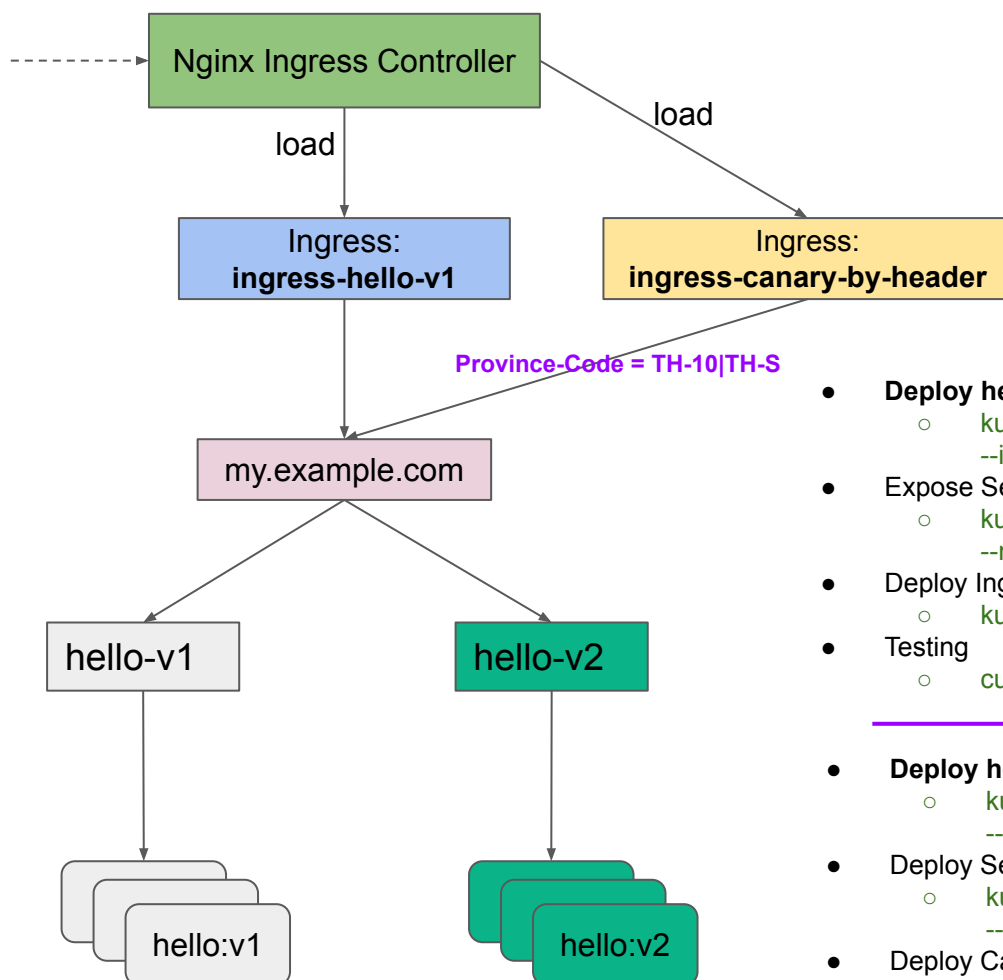 Nginx Ingress Controller
load
load
Ingress:
ingress-hello-v1
Ingress:
ingress-canary-by-header
Province-Code = TH-10|TH-S
my.example.com
hello-v1
hello-v2
hello:v1
hello:v2
● Deploy
○
● Expose
○
● Deploy
○
● Testing
○
● Deploy
○
● Deploy
○
● Deploy